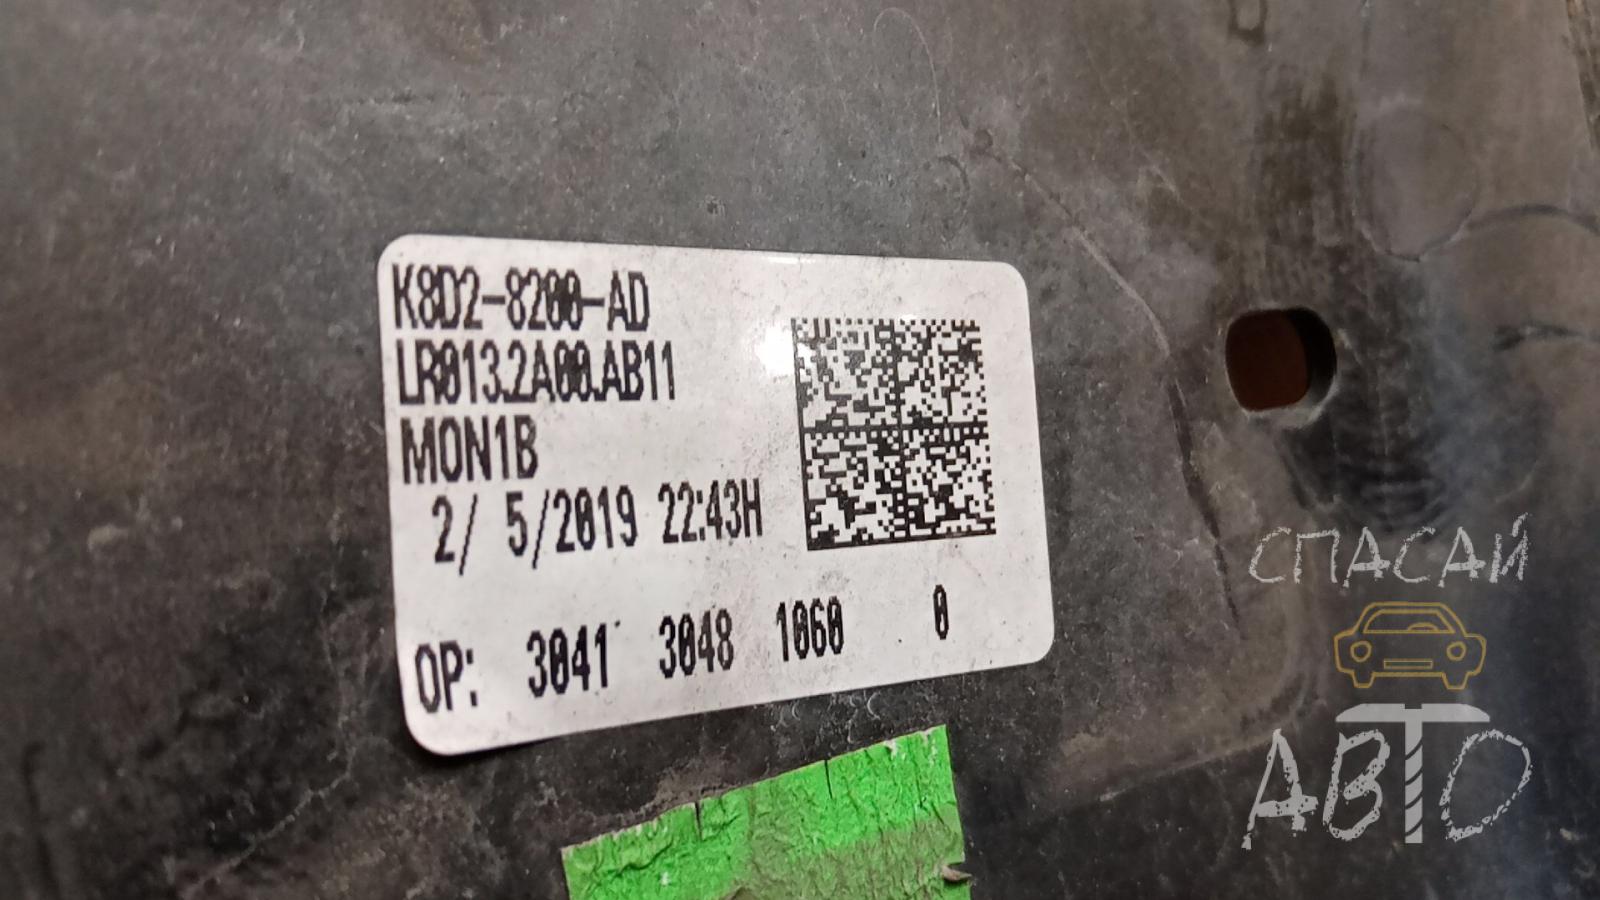 K8D2-8200-AD
LR013.2A00.AB11
MON1B
2/ 5/2019 22:43H
OP: 3041 3048 1060 0
СПАСАЙ
АВТО